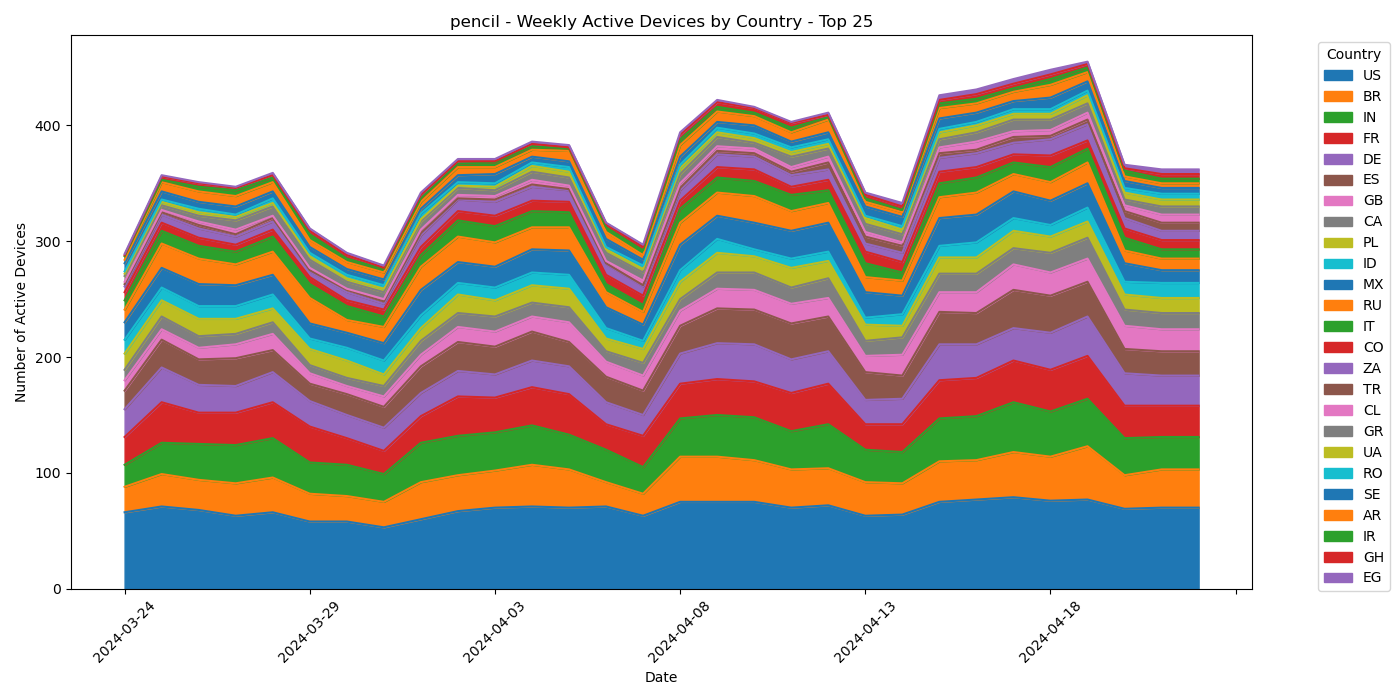 pencil - Weekly Active Devices by Country - Top 25
Number of Active Devices
400
300
200
100
0
2024-03-24
2024-03-29
2024-04-03
2024-04-08
2024-04-13
2024-04-18
Date
Country
US
BR
IN
FR
DE
ES
GB
CA
PL
ID
MX
RU
IT
CO
ZA
TR
CL
GR
UA
RO
SE
AR
IR
GH
EG